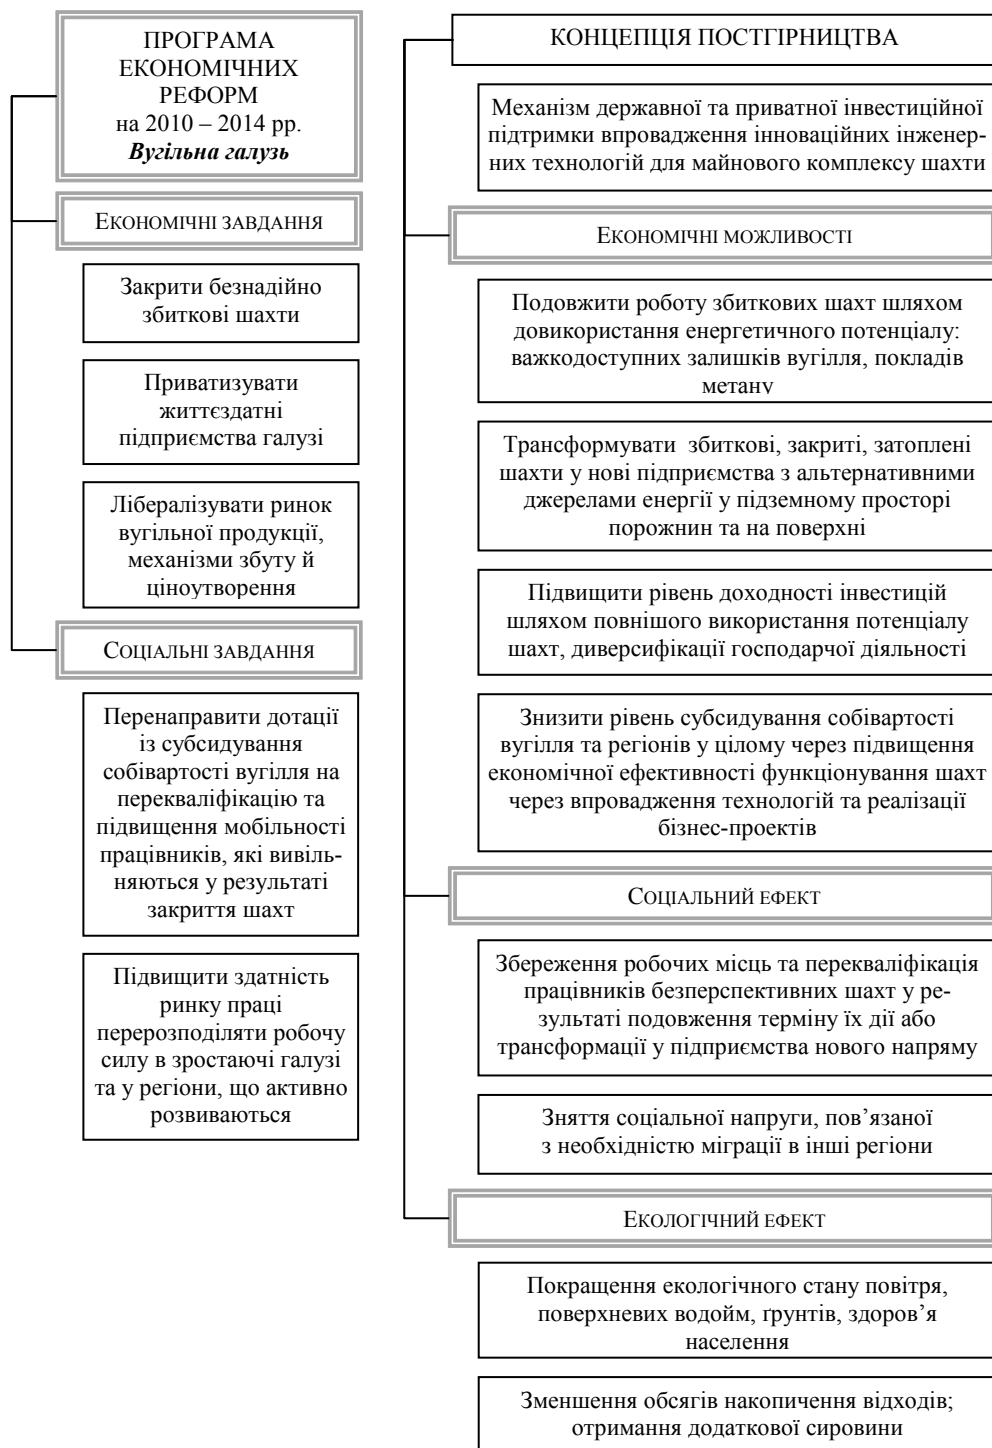 ПРОГРАМА
ЕКОНОМІЧНИХ
РЕФОРМ
на 2010 – 2014 рр.
Вугільна галузь
ЕКОНОМІЧНІ ЗАВДАННЯ
Закрити безнадійно
збиткові шахти
Приватизувати
життєздатні
підприємства галузі
Лібералізувати ринок
вугільної продукції,
механізми збуту й
ціноутворення
СОЦІАЛЬНІ ЗАВДАННЯ
Перенаправити дотації
із субсидування
собівартості вугілля на
перекваліфікацію та
підвищення мобільності
працівників, які вивіль-
няються у результаті
закриття шахт
Підвищити здатність
ринку праці
перерозподіляти робочу
силу в зростаючі галузі
та у регіони, що активно
розвиваються
КОНЦЕПЦІЯ ПОСТГІРНИЦТВА
Механізм державної та приватної інвестиційної
підтримки впровадження інноваційних інженер-
них технологій для майнового комплексу шахти
ЕКОНОМІЧНІ МОЖЛИВОСТІ
Подовжити роботу збиткових шахт шляхом
довикористання енергетичного потенціалу:
важкодоступних залишків вугілля, покладів
метану
Трансформувати збиткові, закриті, затоплені
шахти у нові підприємства з альтернативними
джерелами енергії у підземному просторі
порожнин та на поверхні
Підвищити рівень доходності інвестицій
шляхом повнішого використання потенціалу
шахт, диверсифікації господарчої діяльності
Знизити рівень субсидування собівартості
вугілля та регіонів у цілому через підвищення
економічної ефективності функціонування шахт
через впровадження технологій та реалізації
бізнес-проектів
СОЦІАЛЬНИЙ ЕФЕКТ
Збереження робочих місць та перекваліфікація
працівників безперспективних шахт у ре-
зультаті подовження терміну їх дії або
трансформації у підприємства нового напряму
Зняття соціальної напруги, пов’язаної
з необхідністю міграції в інші регіони
ЕКОЛОГІЧНИЙ ЕФЕКТ
Покращення екологічного стану повітря,
поверхневих водойм, ґрунтів, здоров’я
населення
Зменшення обсягів накопичення відходів;
отримання додаткової сировини